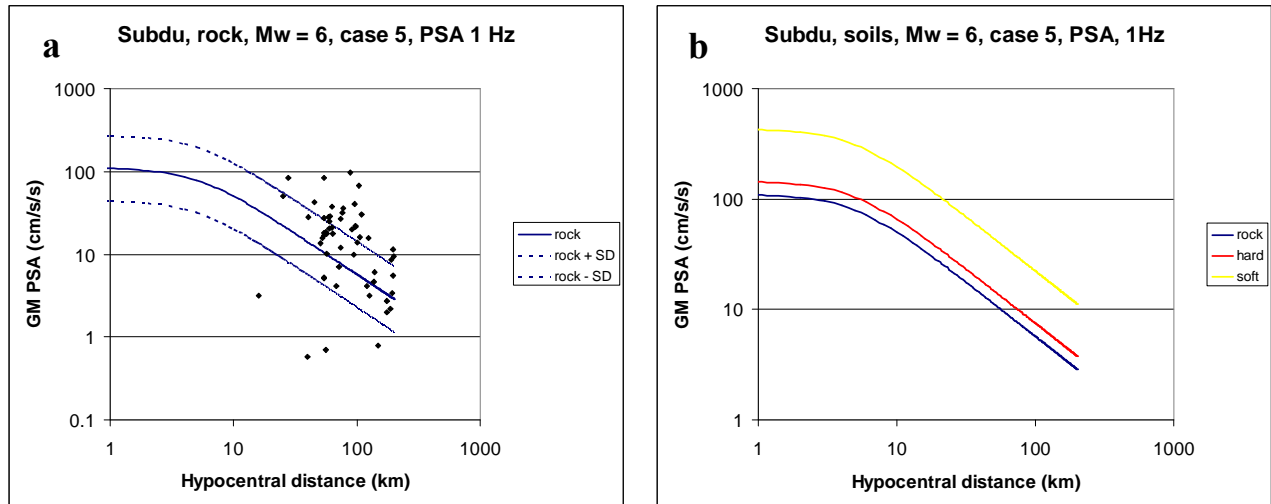 a
Subdu, rock, Mw = 6, case 5, PSA 1 Hz
GM PSA (cm/s/s)
1000
100
10
1
0.1
1 10 100 1000
Hypocentral distance (km)
rock
rock + SD
rock - SD
b
Subdu, soils, Mw = 6, case 5, PSA, 1Hz
GM PSA (cm/s/s)
1000
100
10
1
1 10 100 1000
Hypocentral distance (km)
rock
hard
soft